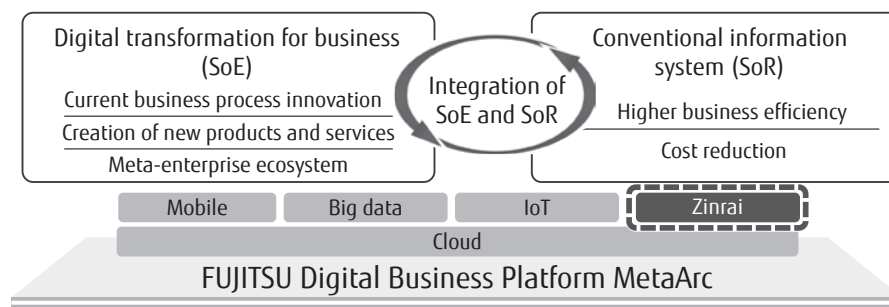 Digital transformation for business
(SoE)
Current business process innovation
Creation of new products and services
Meta-enterprise ecosystem
Integration of
SoE and SoR
Conventional information
system (SoR)
Higher business efficiency
Cost reduction
Mobile
Big data
IoT
Zinrai
Cloud
FUJITSU Digital Business Platform MetaArc